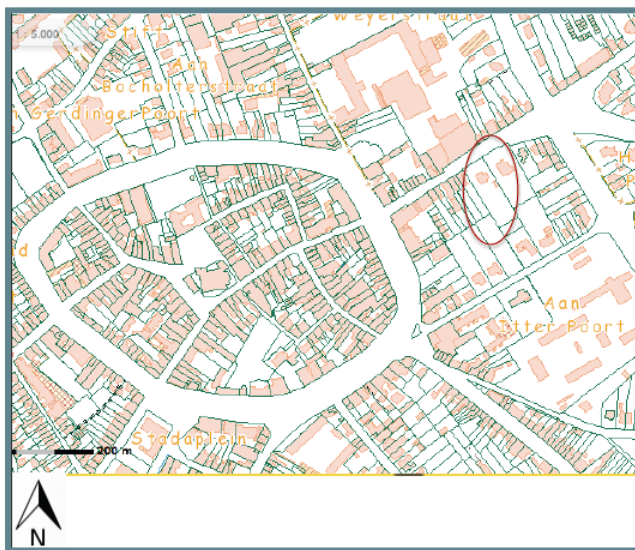 Weyerstraat
1 : 5.000
Stift
Aan
Bocholterstraat
n GerdingerPoort
H
P
d
Aan
Itter Poort
Stadsplein
200 m
N